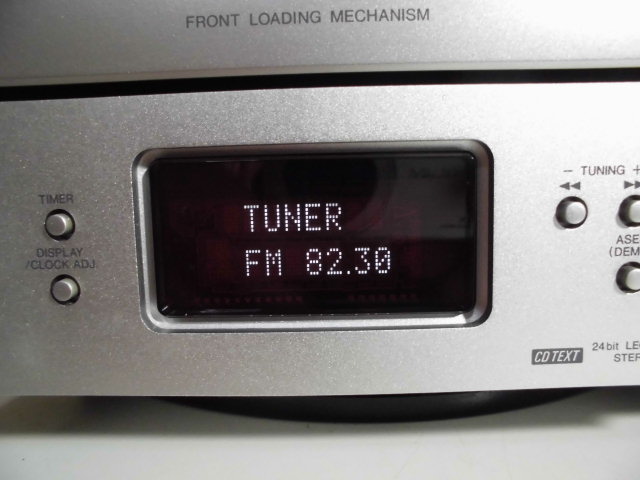 FRONT LOADING MECHANISM
TIMER
DISPLAY
/CLOCK ADJ
TUNER
FM 82.30
− TUNING +
CD TEXT
24bit